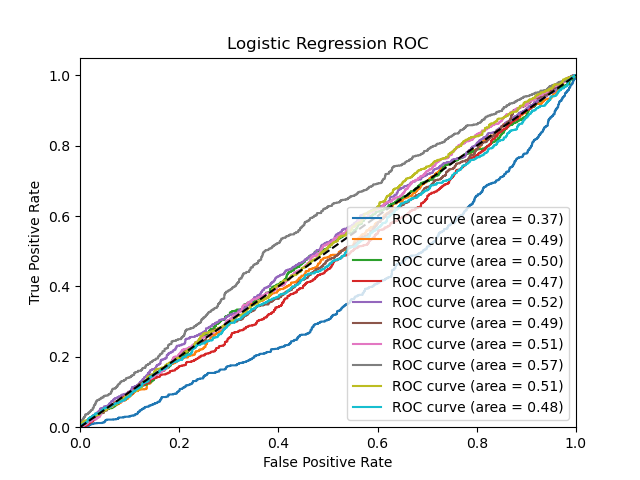 Logistic Regression ROC
1.0
0.8
0.6
0.4
0.2
0.0
True Positive Rate
ROC curve (area = 0.37)
ROC curve (area = 0.49)
ROC curve (area = 0.50)
ROC curve (area = 0.47)
ROC curve (area = 0.52)
ROC curve (area = 0.49)
ROC curve (area = 0.51)
ROC curve (area = 0.57)
ROC curve (area = 0.51)
ROC curve (area = 0.48)
0.0 0.2 0.4 0.6 0.8 1.0
False Positive Rate